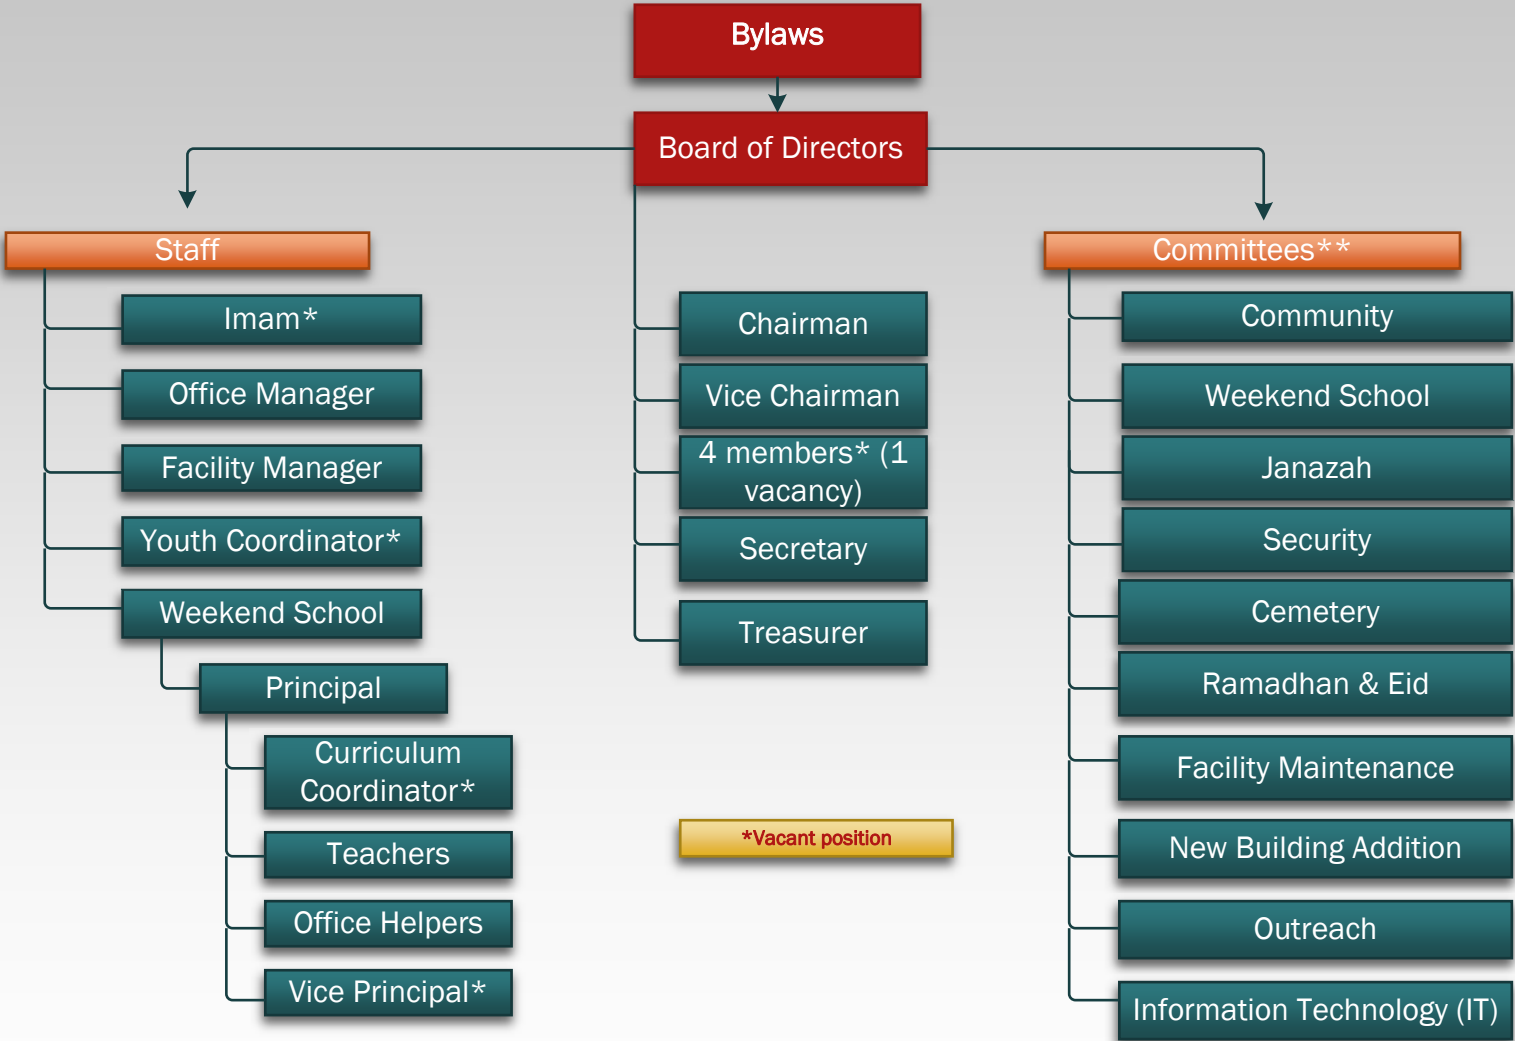 Bylaws
Board of Directors
Staff
Imam*
Office Manager
Facility Manager
Youth Coordinator*
Weekend School
Principal
Curriculum
Coordinator*
Teachers
Office Helpers
Vice Principal*
Chairman
Vice Chairman
4 members* (1
vacancy)
Secretary
Treasurer
*Vacant position
Committees**
Community
Weekend School
Janazah
Security
Cemetery
Ramadhan & Eid
Facility Maintenance
New Building Addition
Outreach
Information Technology (IT)